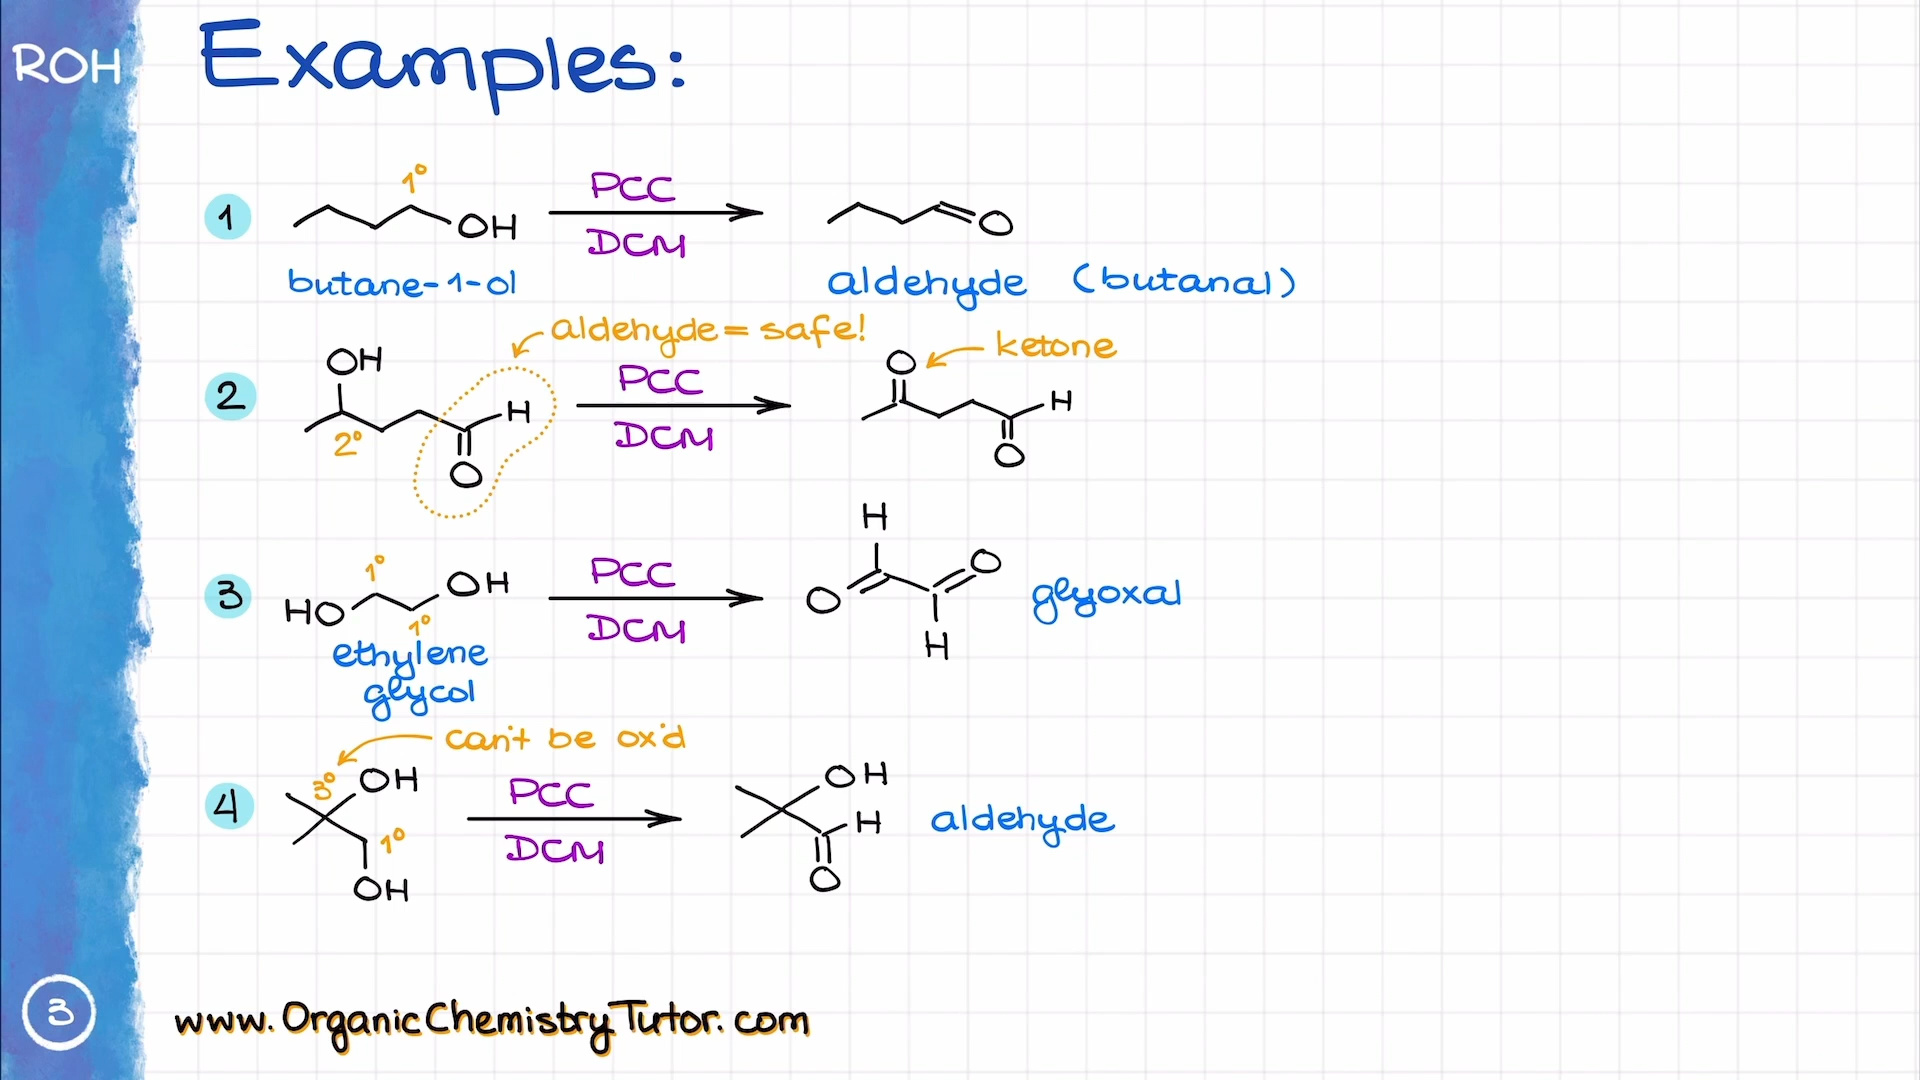 ROH
Examples:
1
1°
OH
PCC
DCM
O
butane-1-ol
aldehyde (butanal)
2
aldehyde = safe!
OH
2°
H
O
PCC
DCM
ketone
O
H
O
3
1°
HO
OH
1°
ethylene
glycol
PCC
DCM
H
O
O
H
glyoxal
4
can't be ox'd
3°
OH
1°
OH
PCC
DCM
OH
H
O
aldehyde
3
www.OrganicChemistryTutor.com